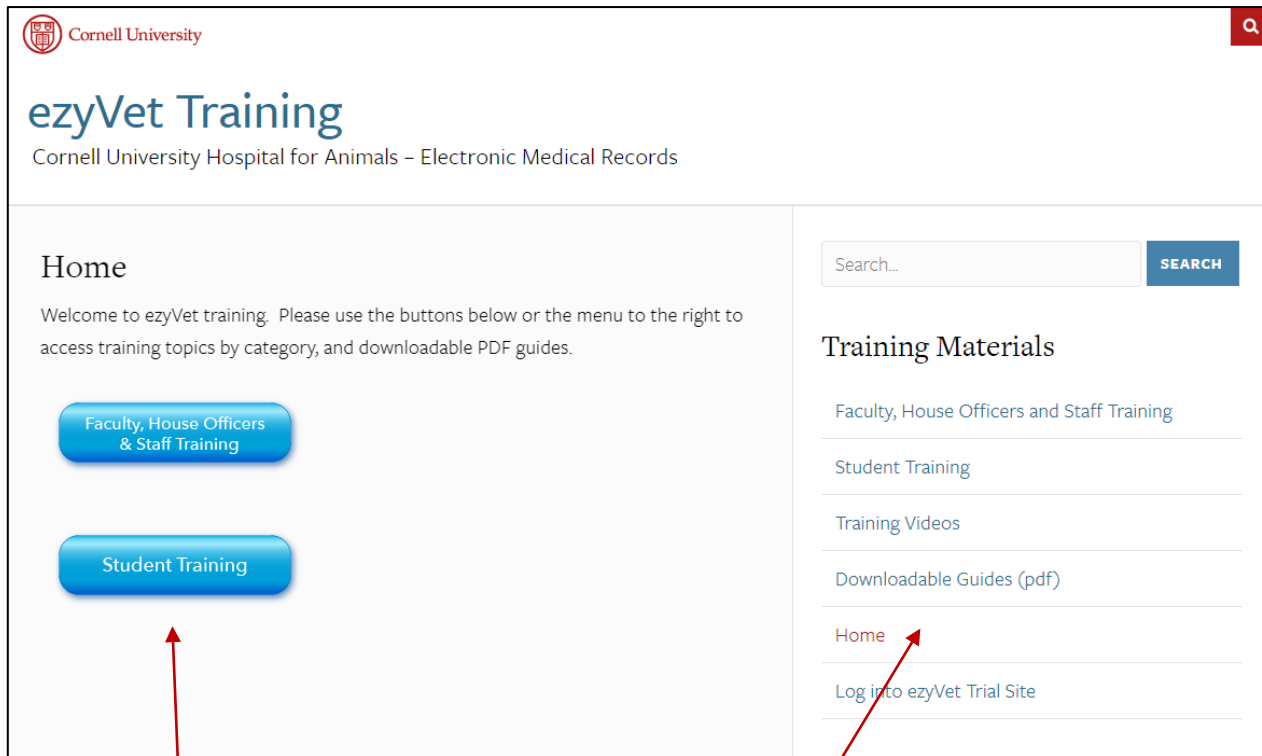 Cornell University
ezyVet Training
Cornell University Hospital for Animals – Electronic Medical Records
Home
Welcome to ezyVet training.  Please use the buttons below or the menu to the right to
access training topics by category, and downloadable PDF guides.
Faculty, House Officers
& Staff Training
Student Training
Search...
SEARCH
Training Materials
Faculty, House Officers and Staff Training
Student Training
Training Videos
Downloadable Guides (pdf)
Home
Log into ezyVet Trial Site